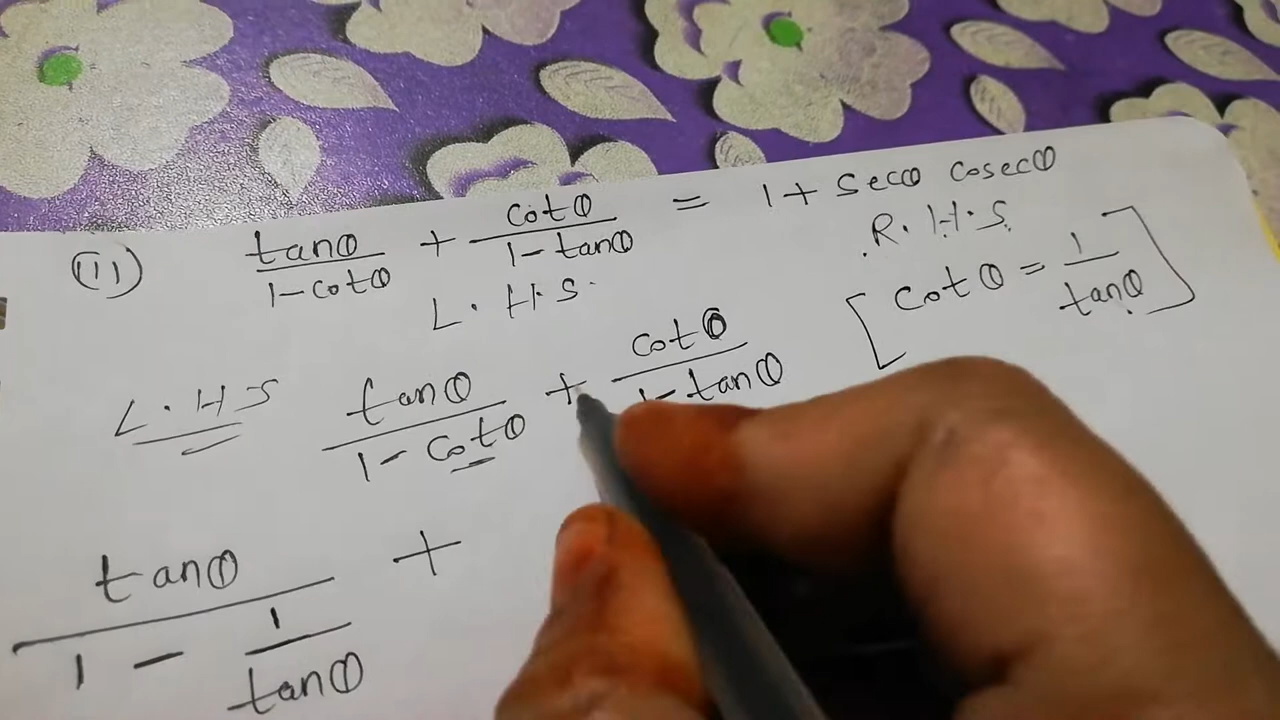 (11) tanθ / 1 - cotθ + cotθ / 1 - tanθ = 1 + secθ cosecθ
L.H.S. R.H.S
[cotθ = 1 / tanθ]
L.H.S tanθ / 1 - cotθ + cotθ / 1 - tanθ
tanθ / 1 - 1 / tanθ +